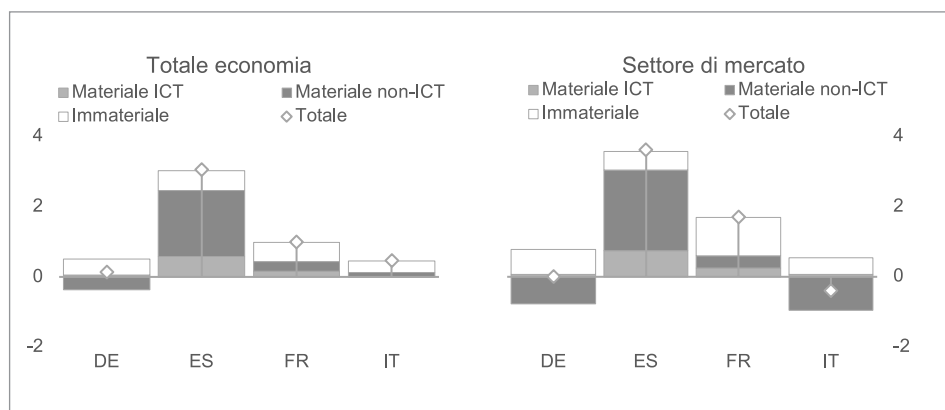 Totale economia
Materiale ICT Materiale non-ICT
Immateriale Totale
4
2
0
-2
DE ES FR IT
Settore di mercato
Materiale ICT Materiale non-ICT
Immateriale Totale
4
2
0
-2
DE ES FR IT